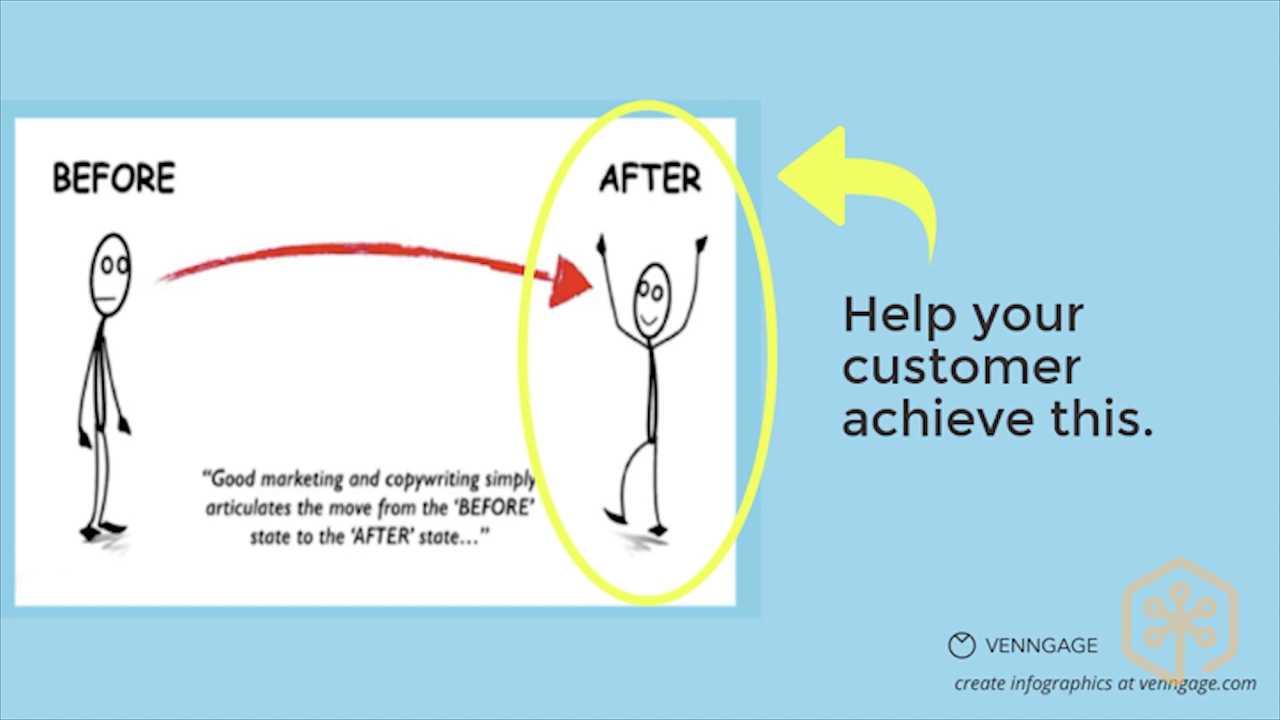 BEFORE
AFTER
“Good marketing and copywriting simply
articulates the move from the ‘BEFORE’
state to the ‘AFTER’ state...”
Help your
customer
achieve this.
VENNGAGE
create infographics at venngage.com